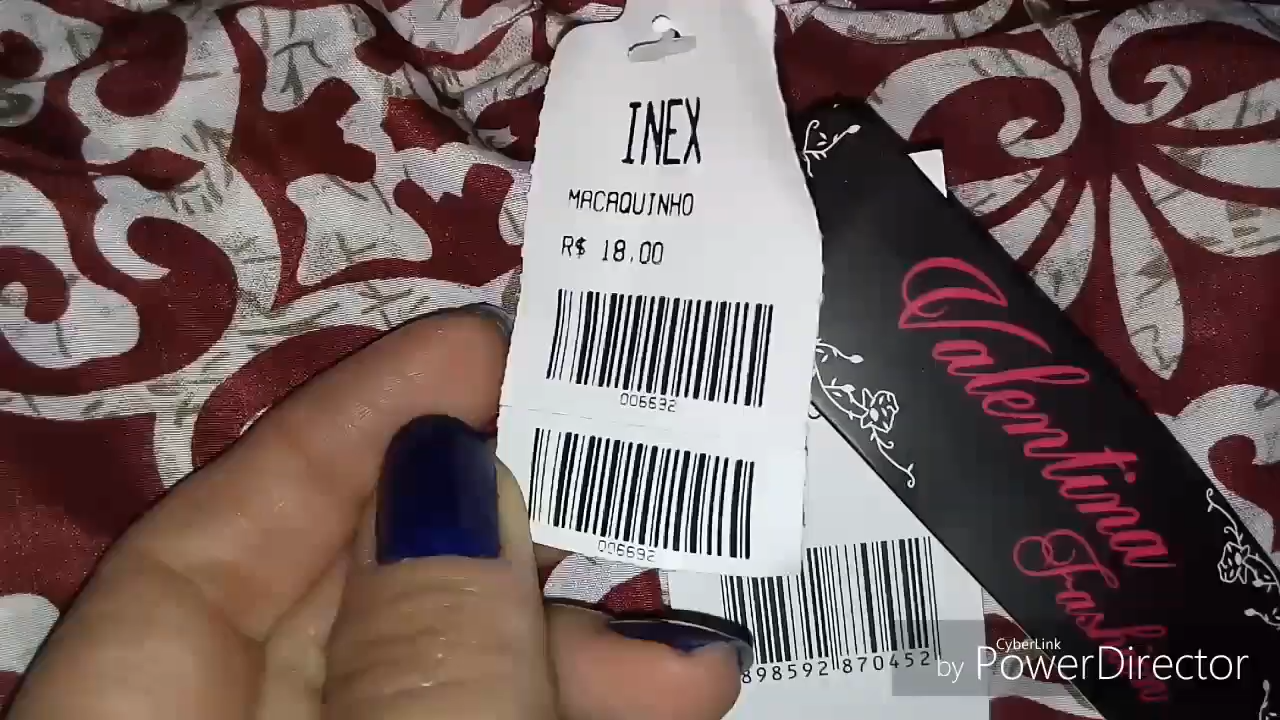 INEX
MACAQUINHO
R$ 18,00
006692
006692
Valentina
Fashion
898592 870452
CyberLink
by PowerDirector